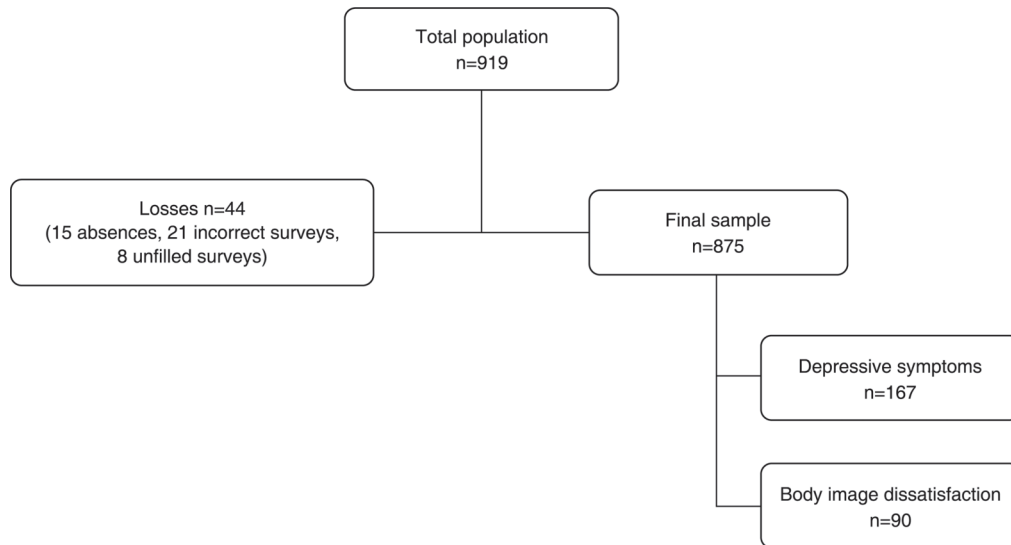 Total population
n=919
Losses n=44
(15 absences, 21 incorrect surveys,
8 unfilled surveys)
Final sample
n=875
Depressive symptoms
n=167
Body image dissatisfaction
n=90